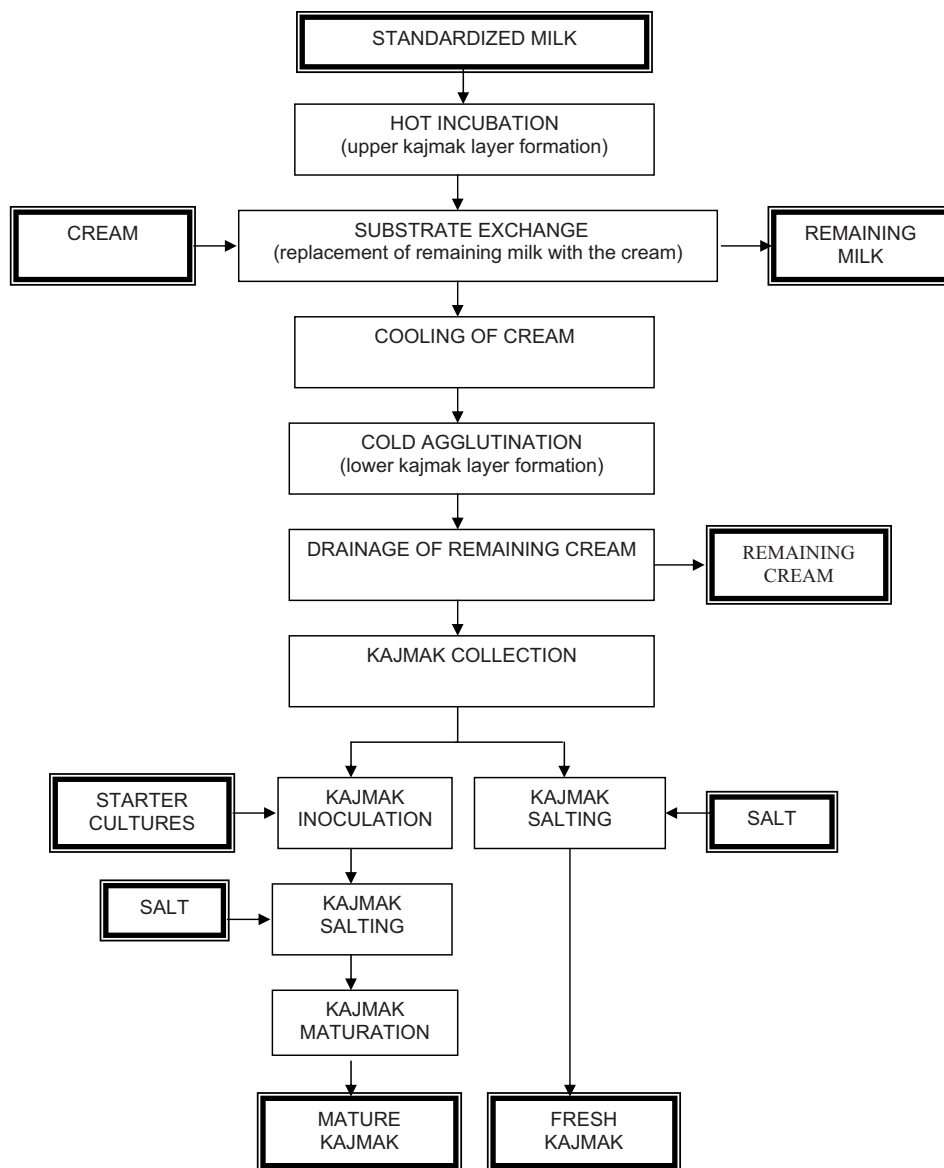 STANDARDIZED MILK
HOT INCUBATION
(upper kajmak layer formation)
CREAM
SUBSTRATE EXCHANGE
(replacement of remaining milk with the cream)
REMAINING
MILK
COOLING OF CREAM
COLD AGGLUTINATION
(lower kajmak layer formation)
DRAINAGE OF REMAINING CREAM
REMAINING
CREAM
KAJMAK COLLECTION
STARTER
CULTURES
KAJMAK
INOCULATION
KAJMAK
SALTING
SALT
SALT
KAJMAK
SALTING
KAJMAK
MATURATION
MATURE
KAJMAK
FRESH
KAJMAK